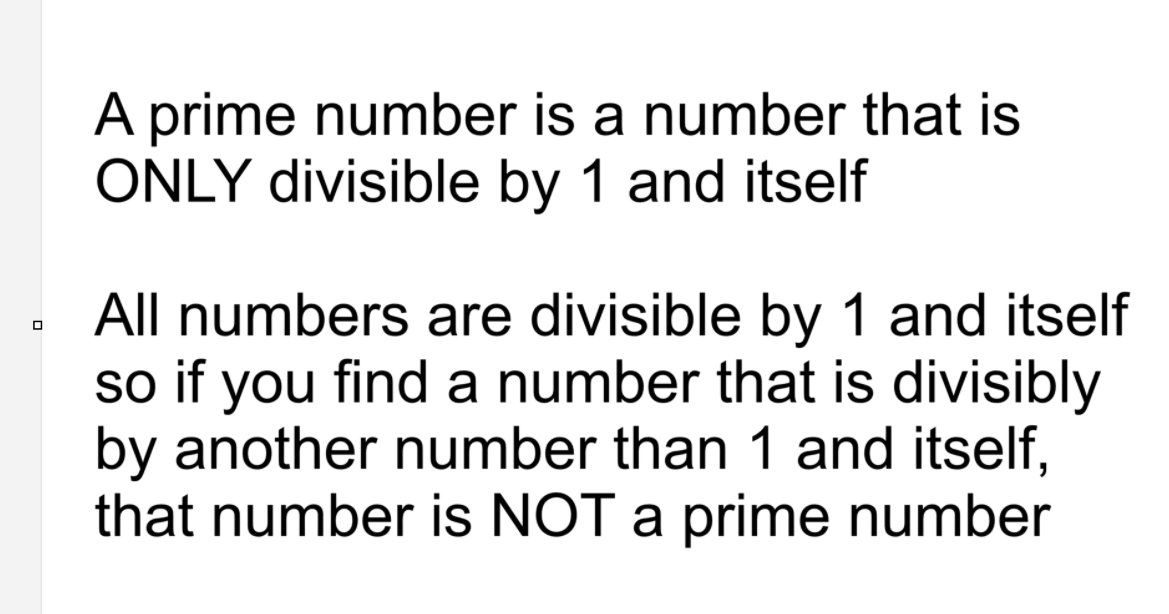 A prime number is a number that is
ONLY divisible by 1 and itself
All numbers are divisible by 1 and itself
so if you find a number that is divisibly
by another number than 1 and itself,
that number is NOT a prime number